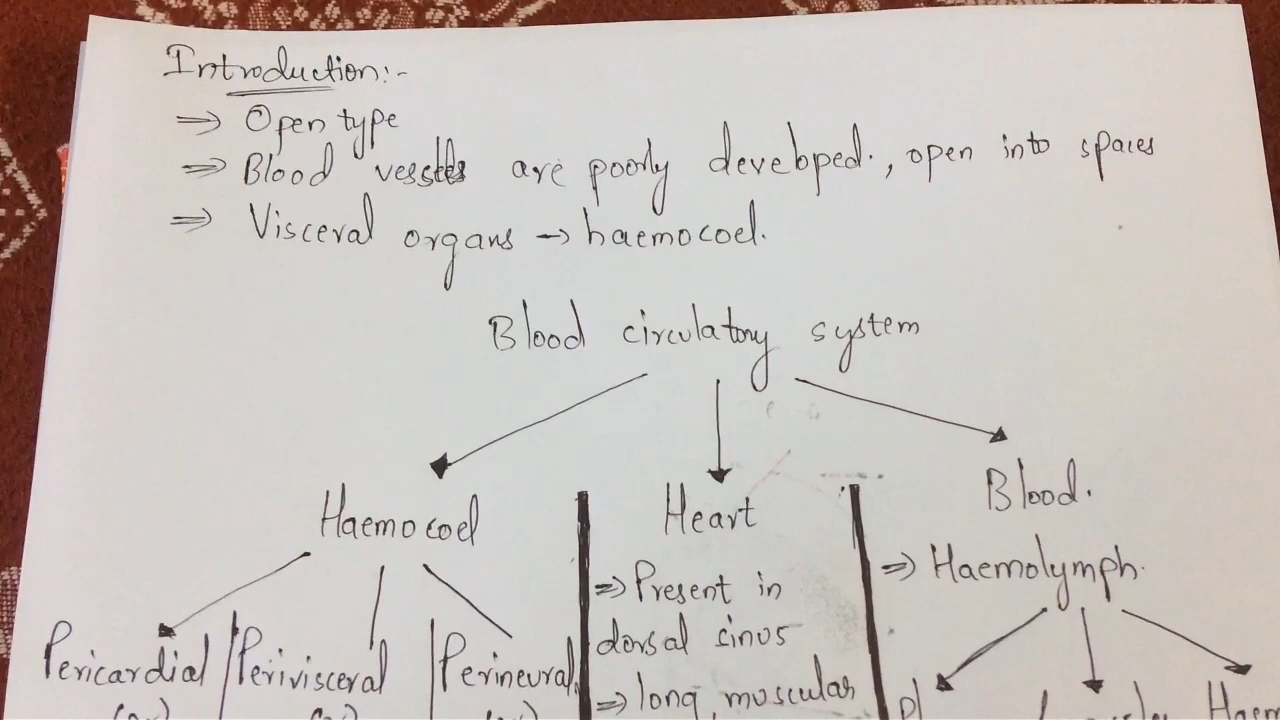 Introduction:-
⇒ Open type
⇒ Blood vessels are poorly developed., open into spaces
⇒ Visceral organs → haemocoel.
Blood circulatory system
Haemocoel
Heart
Blood.
Pericardial
Perivisceral
Perineural
⇒ Present in
dorsal sinus
⇒ long muscular
⇒ Haemolymph.